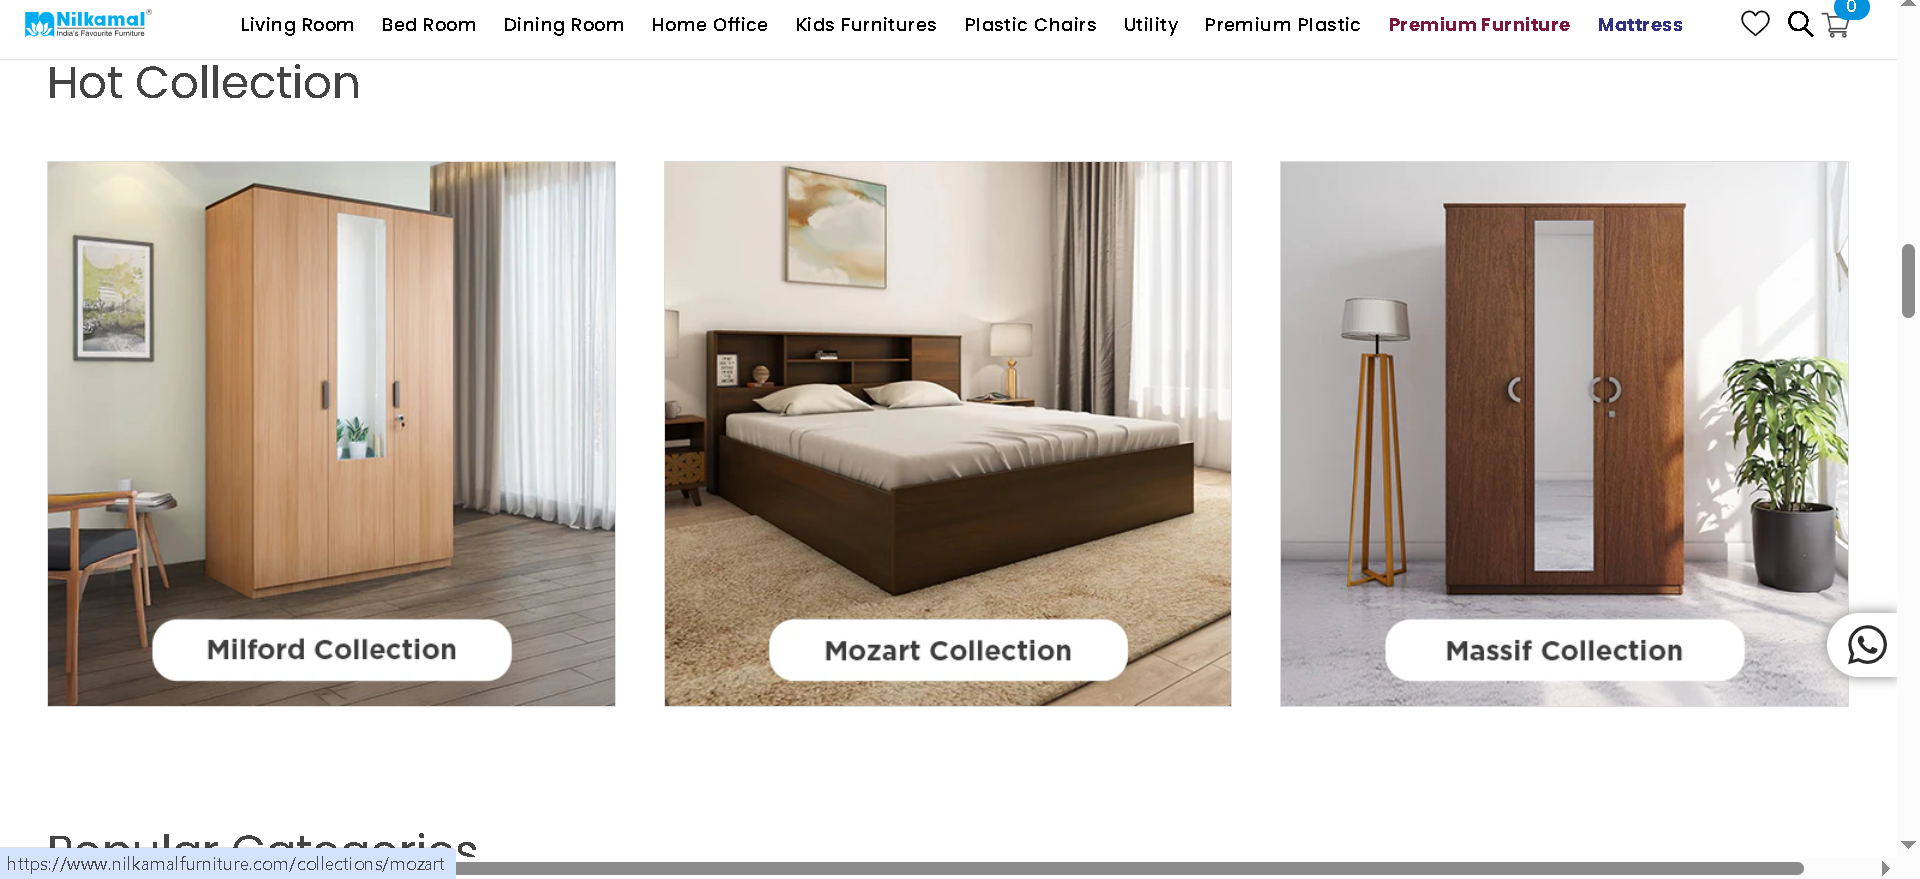 Nilkamal®
India's Favourite Furniture
Living Room
Bed Room
Dining Room
Home Office
Kids Furnitures
Plastic Chairs
Utility
Premium Plastic
Premium Furniture
Mattress
0
Hot Collection
Milford Collection
Mozart Collection
Massif Collection
Popular Categories
https://www.nilkamalfurniture.com/collections/mozart